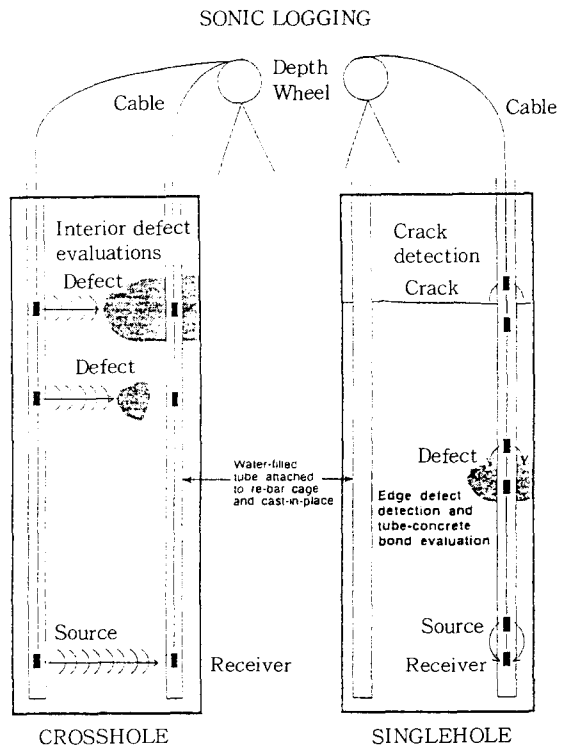 SONIC LOGGING
Depth
Wheel
Cable
Cable
Interior defect
evaluations
Defect
Defect
Source
Receiver
CROSSHOLE
Water-filled
tube attached
to re-bar cage
and cast-in-place
Crack
detection
Crack
Defect
Edge defect
detection and
tube-concrete
bond evaluation
Source
Receiver
SINGLEHOLE